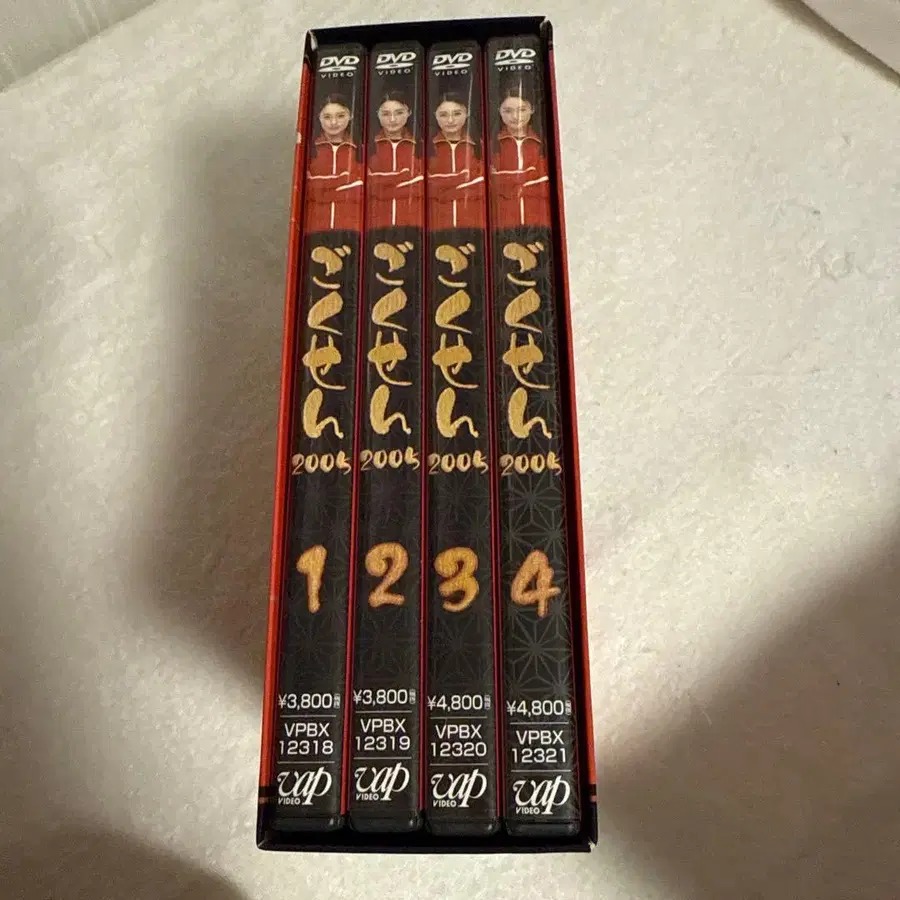 DVD
VIDEO
ごくせん
2005
1
¥3,800
VPBX
12318
vap
VIDEO
DVD
VIDEO
ごくせん
2005
2
¥3,800
VPBX
12319
vap
VIDEO
DVD
VIDEO
ごくせん
2005
3
¥4,800
VPBX
12320
vap
VIDEO
DVD
VIDEO
ごくせん
2005
4
¥4,800
VPBX
12321
vap
VIDEO